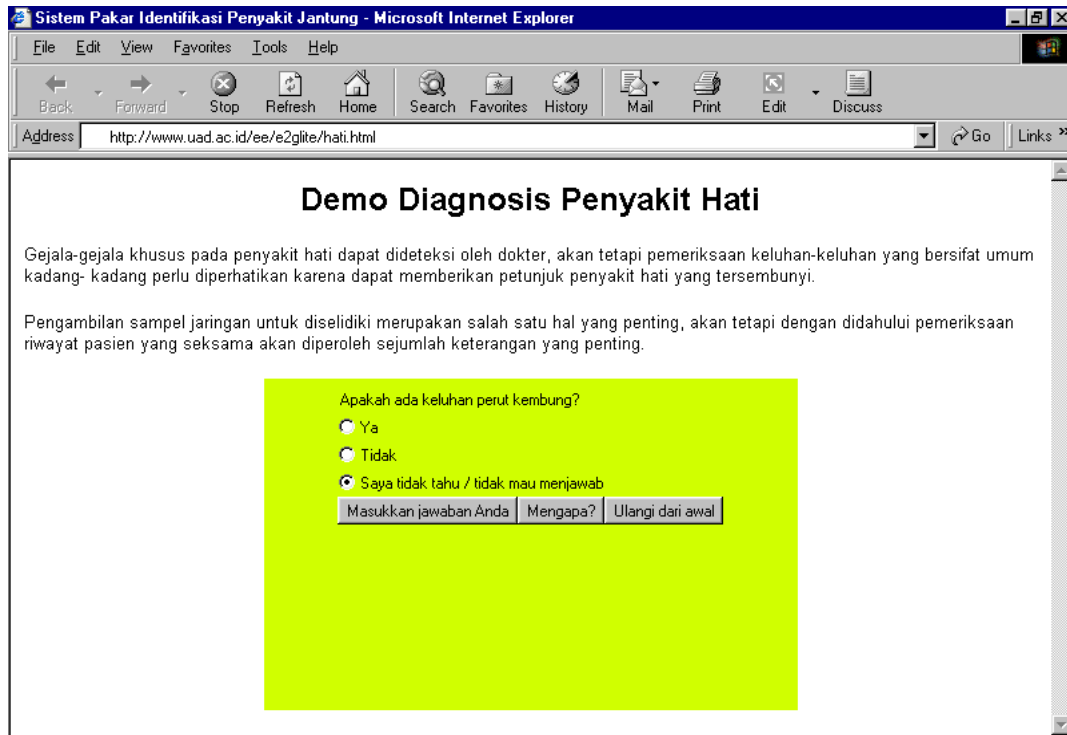 Sistem Pakar Identifikasi Penyakit Jantung - Microsoft Internet Explorer
File Edit View Favorites Tools Help
Back Forward Stop Refresh Home Search Favorites History Mail Print Edit Discuss
Address http://www.uad.ac.id/ee/e2glite/hati.html Go Links »
Demo Diagnosis Penyakit Hati
Gejala-gejala khusus pada penyakit hati dapat dideteksi oleh dokter, akan tetapi pemeriksaan keluhan-keluhan yang bersifat umum
kadang- kadang perlu diperhatikan karena dapat memberikan petunjuk penyakit hati yang tersembunyi.
Pengambilan sampel jaringan untuk diselidiki merupakan salah satu hal yang penting, akan tetapi dengan didahului pemeriksaan
riwayat pasien yang seksama akan diperoleh sejumlah keterangan yang penting.
Apakah ada keluhan perut kembung?
Ya
Tidak
Saya tidak tahu / tidak mau menjawab
Masukkan jawaban Anda Mengapa? Ulangi dari awal